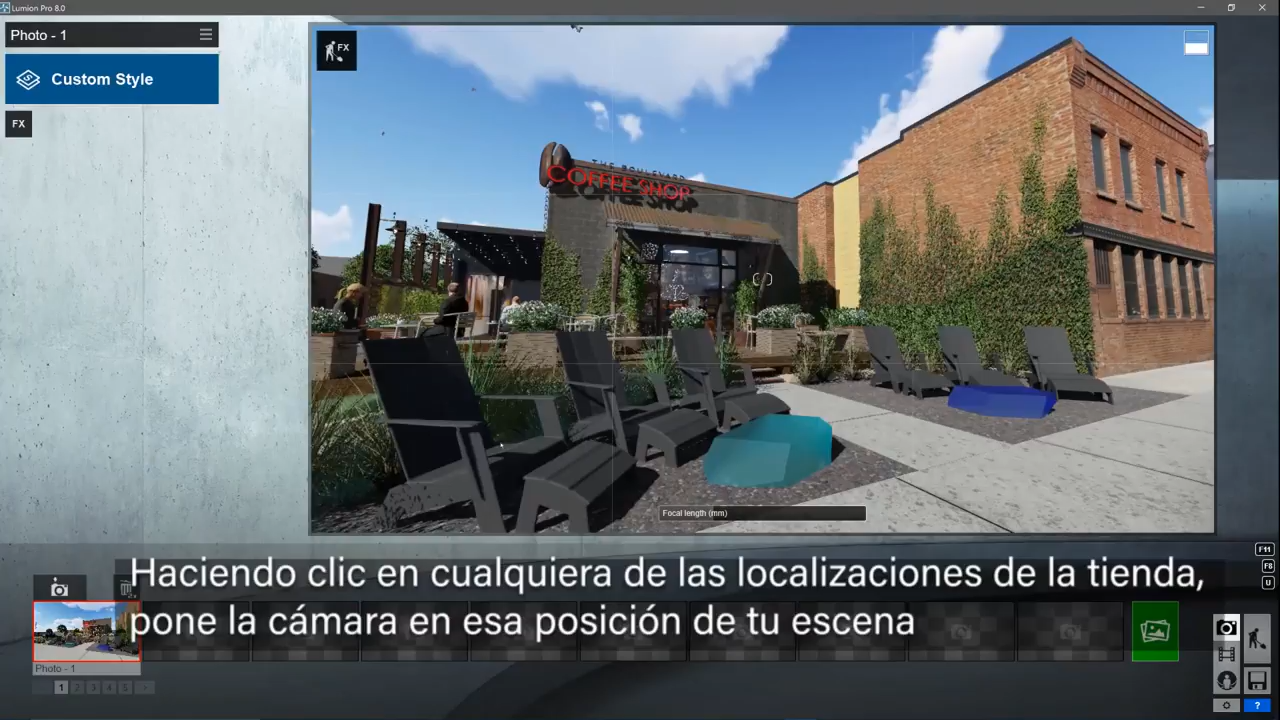 Lumion Pro 8.0
Photo - 1
Custom Style
FX
FX
THE BOULEVARD
COFFEE SHOP
Focal length (mm)
Haciendo clic en cualquiera de las localizaciones de la tienda,
pone la cámara en esa posición de tu escena
F11
F8
U
Photo - 1
1 2 3 4 5
?